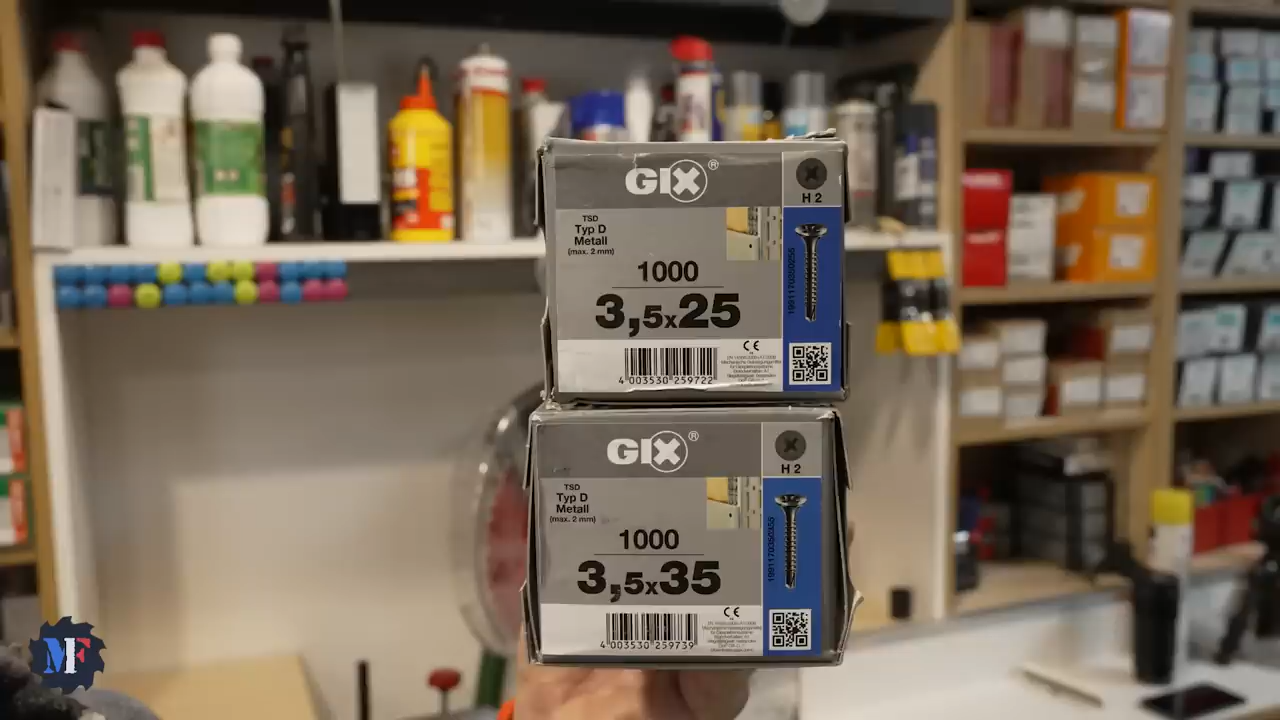 GIX®
H 2
TSD
Typ D
Metall
(max. 2 mm)
1000
3,5x25
CE
4 003530 259722
GIX®
H 2
TSD
Typ D
Metall
(max. 2 mm)
1000
3,5x35
CE
4 003530 259739
MF